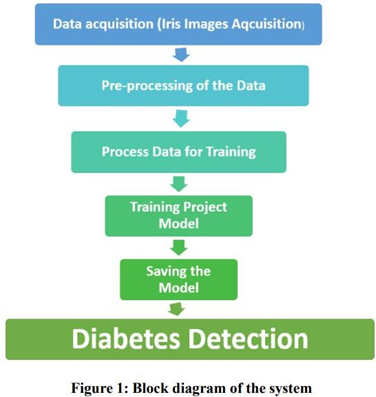 Data acquisition (Iris Images Aqcuisition)
Pre-processing of the Data
Process Data for Training
Training Project
Model
Saving the
Model
Diabetes Detection
Figure 1: Block diagram of the system